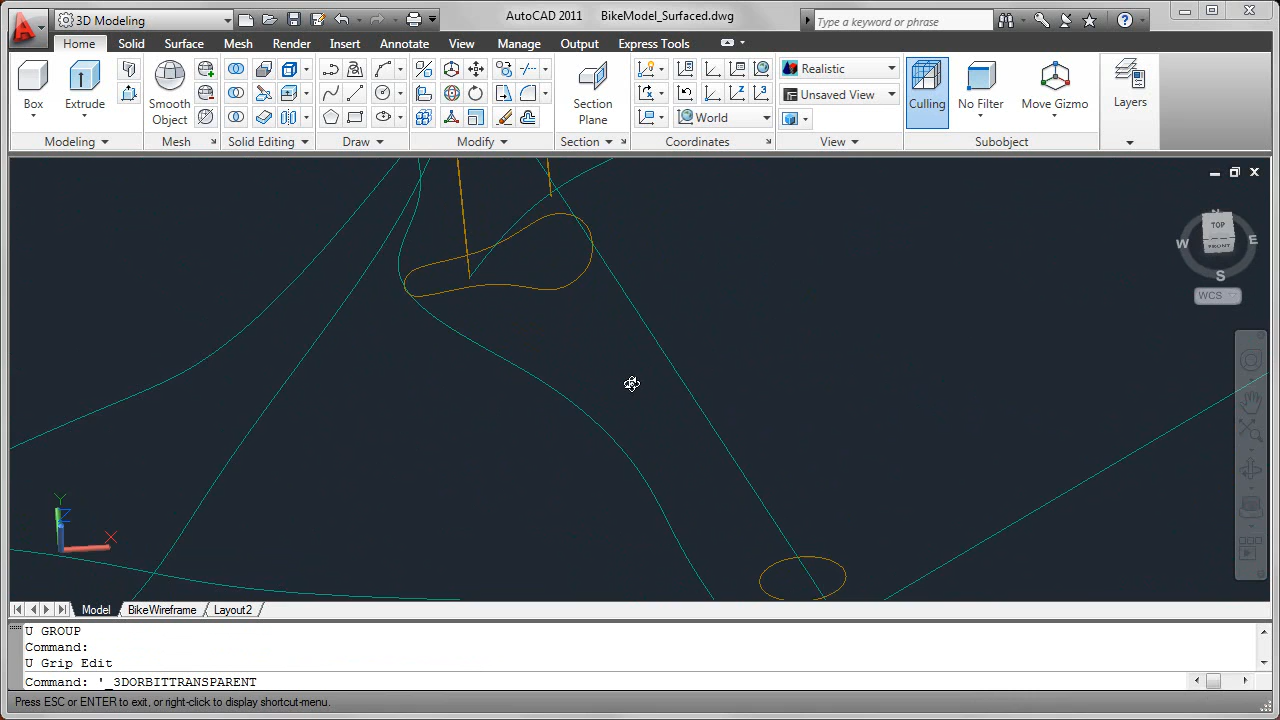 3D Modeling
AutoCAD 2011 BikeModel_Surfaced.dwg
Type a keyword or phrase
Home Solid Surface Mesh Render Insert Annotate View Manage Output Express Tools
Box
Extrude
Smooth
Object
Section
Plane
Realistic
Unsaved View
World
Culling
No Filter
Move Gizmo
Layers
Modeling Mesh Solid Editing Draw Modify Section Coordinates View Subobject
N
TOP
W
E
FRONT
S
WCS
Y
Z
X
Model BikeWireframe Layout2
U GROUP
Command:
U Grip Edit
Command: '_3DORBITTRANSPARENT
Press ESC or ENTER to exit, or right-click to display shortcut-menu.